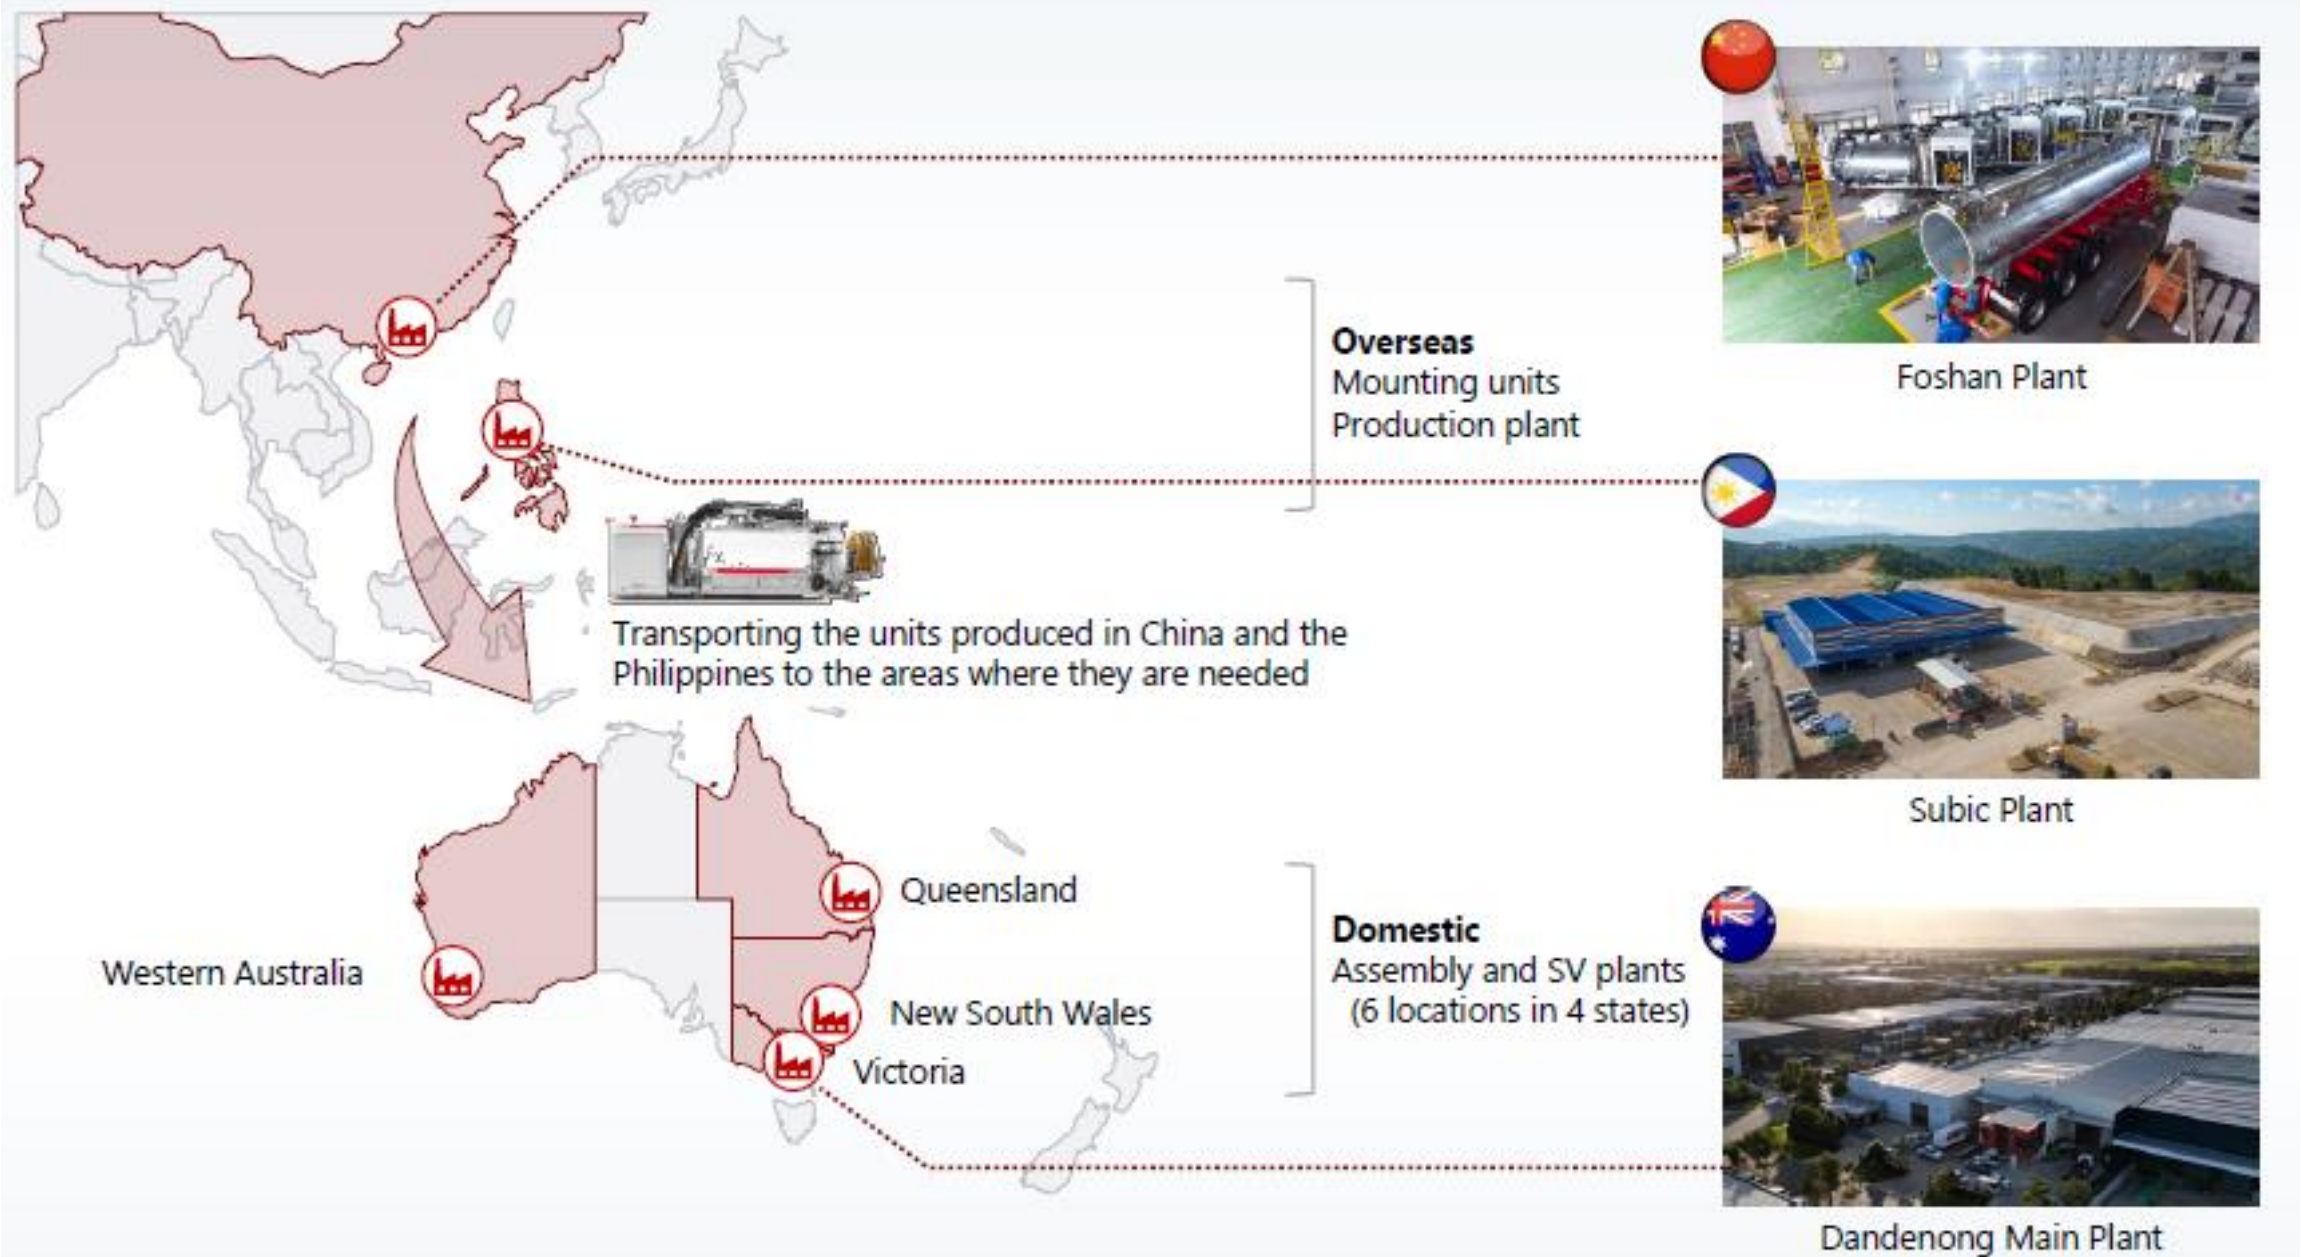 Foshan Plant
Overseas
Mounting units
Production plant
Transporting the units produced in China and the
Philippines to the areas where they are needed
Subic Plant
Queensland
Western Australia
New South Wales
Victoria
Domestic
Assembly and SV plants
(6 locations in 4 states)
Dandenong Main Plant